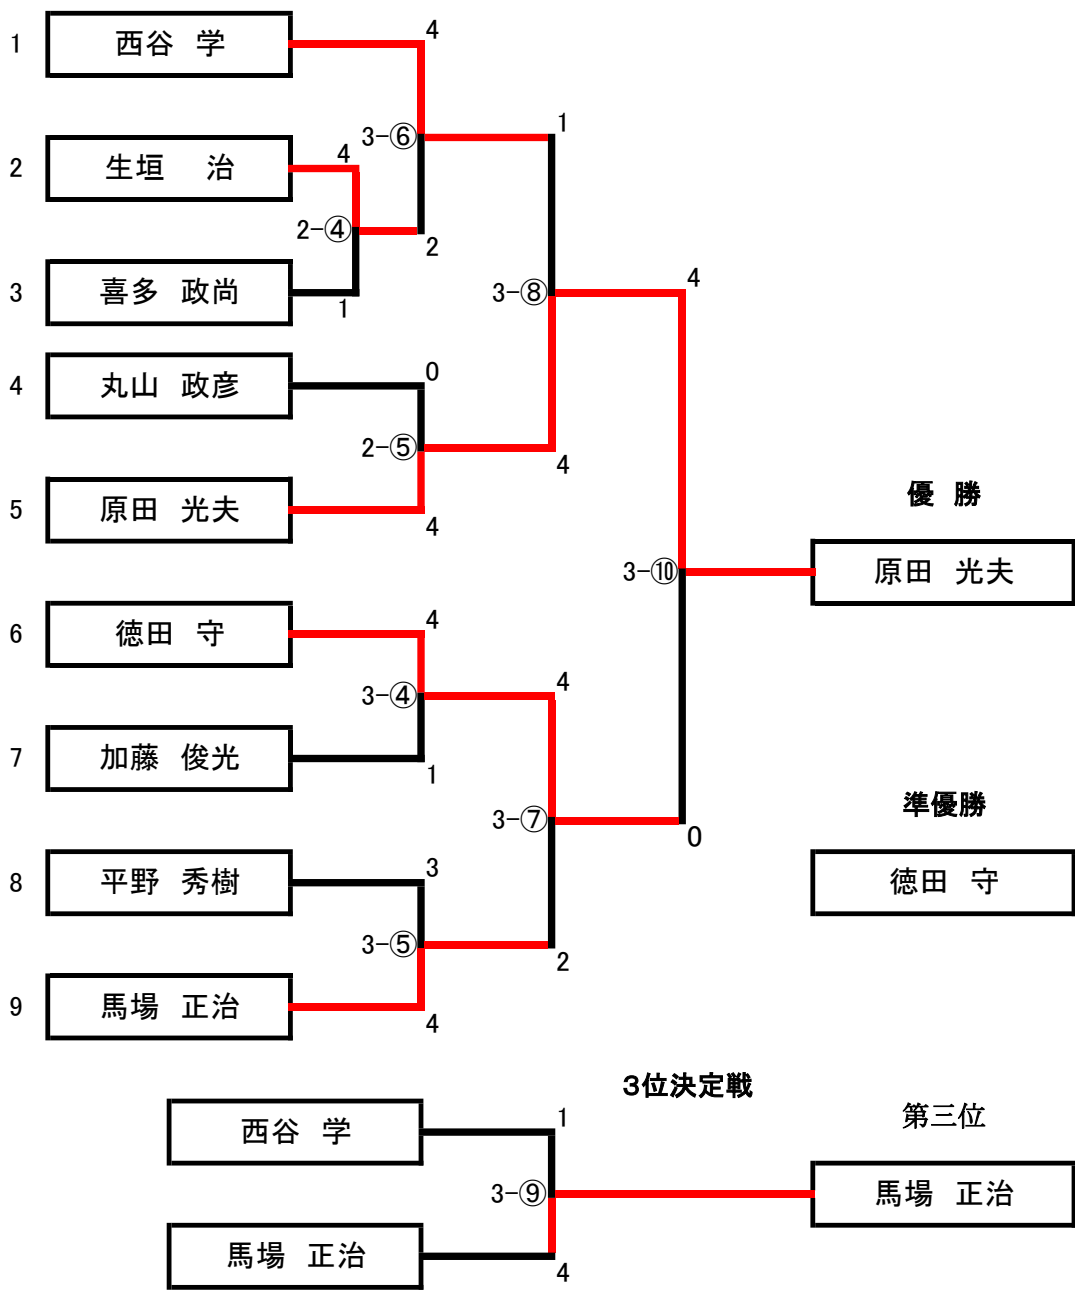 1 西谷 学 4
3-⑥ 1
2 生垣 治 4
2-④ 2
3 喜多 政尚 1
3-⑧ 4
4 丸山 政彦 0
2-⑤ 4
5 原田 光夫 4
優 勝
3-⑩ 原田 光夫
6 徳田 守 4
3-④ 4
7 加藤 俊光 1
準優勝
3-⑦ 0
8 平野 秀樹 3
徳田 守
3-⑤ 2
9 馬場 正治 4
3位決定戦
西谷 学 1
第三位
3-⑨ 馬場 正治
馬場 正治 4